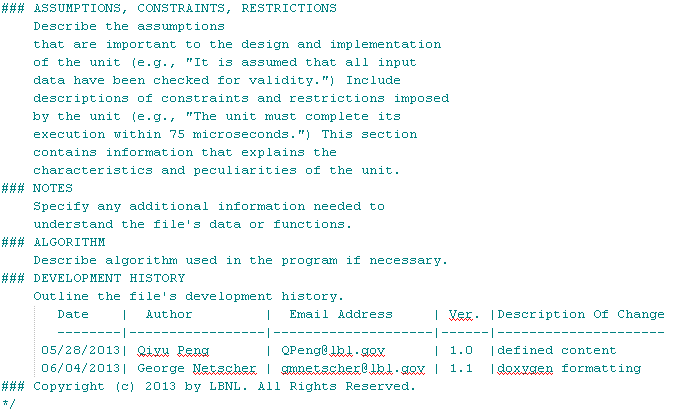 ### ASSUMPTIONS, CONSTRAINTS, RESTRICTIONS
Describe the assumptions
that are important to the design and implementation
of the unit (e.g., "It is assumed that all input
data have been checked for validity.") Include
descriptions of constraints and restrictions imposed
by the unit (e.g., "The unit must complete its
execution within 75 microseconds.") This section
contains information that explains the
characteristics and peculiarities of the unit.
### NOTES
Specify any additional information needed to
understand the file's data or functions.
### ALGORITHM
Describe algorithm used in the program if necessary.
### DEVELOPMENT HISTORY
Outline the file's development history.
Date | Author | Email Address | Ver. |Description Of Change
--------|-----------------|--------------------|------|---------------------
05/28/2013| Qiyu Peng | QPeng@lbl.gov | 1.0 |defined content
06/04/2013| George Netscher | gmnetscher@lbl.gov | 1.1 |doxygen formatting
### Copyright (c) 2013 by LBNL. All Rights Reserved.
*/